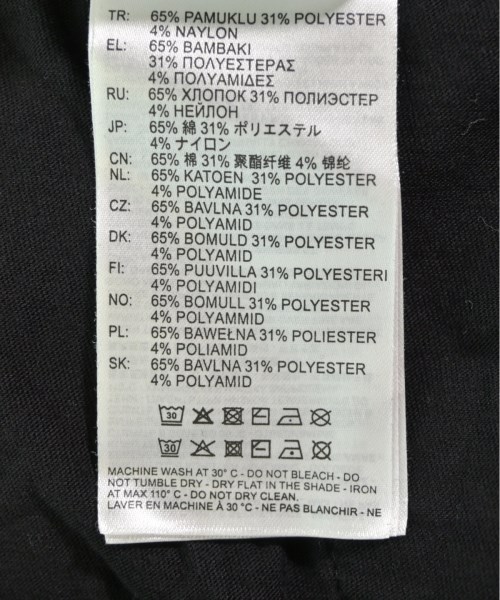 TR: 65% PAMUKLU 31% POLYESTER
4% NAYLON
EL: 65% BAMBAKI
31% ΠΟΛΥΕΣΤΕΡΑΣ
4% ΠΟΛΥΑΜΙΔΕΣ
RU: 65% ХЛОПОК 31% ПОЛИЭСТЕР
4% НЕЙЛОН
JP: 65% 綿 31% ポリエステル
4% ナイロン
CN: 65% 棉 31% 聚酯纤维 4% 锦纶
NL: 65% KATOEN 31% POLYESTER
4% POLYAMIDE
CZ: 65% BAVLNA 31% POLYESTER
4% POLYAMID
DK: 65% BOMULD 31% POLYESTER
4% POLYAMID
FI: 65% PUUVILLA 31% POLYESTERI
4% POLYAMIDI
NO: 65% BOMULL 31% POLYESTER
4% POLYAMMID
PL: 65% BAWEŁNA 31% POLIESTER
4% POLIAMID
SK: 65% BAVLNA 31% POLYESTER
4% POLYAMID
30
30
MACHINE WASH AT 30° C - DO NOT BLEACH - DO
NOT TUMBLE DRY - DRY FLAT IN THE SHADE - IRON
AT MAX 110° C - DO NOT DRY CLEAN.
LAVER EN MACHINE À 30 °C - NE PAS BLANCHIR - NE